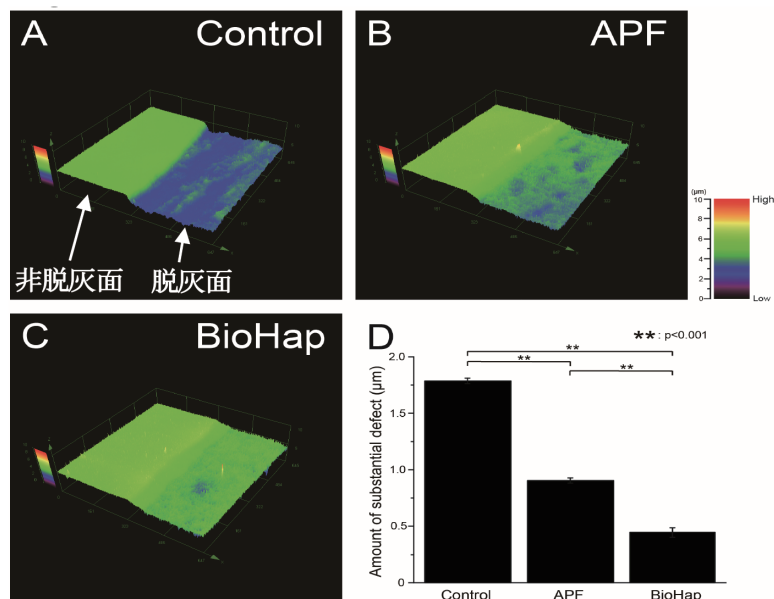 A
Control
非脱灰面
脱灰面
B
APF
(μm)
10
8
6
4
2
0
High
Low
C
BioHap
D
**: p<0.001
**
**
**
Amount of substantial defect (μm)
2.0
1.5
1.0
0.5
0
Control
APF
BioHap